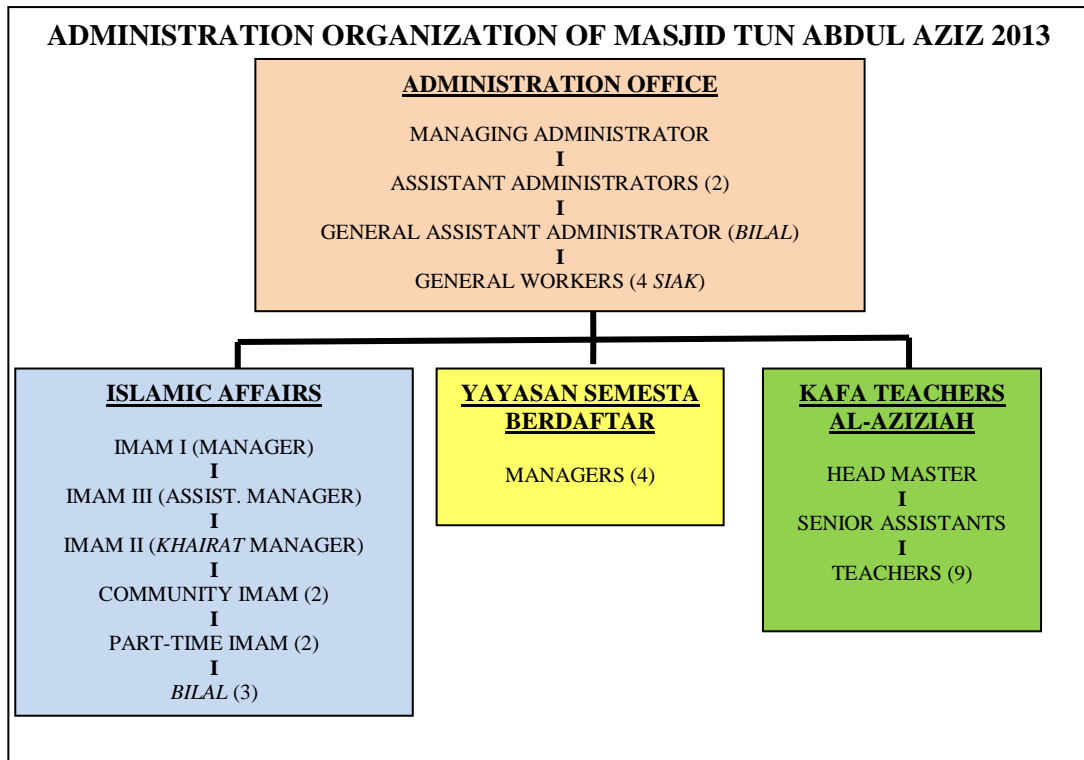 ADMINISTRATION ORGANIZATION OF MASJID TUN ABDUL AZIZ 2013
ADMINISTRATION OFFICE
MANAGING ADMINISTRATOR
I
ASSISTANT ADMINISTRATORS (2)
I
GENERAL ASSISTANT ADMINISTRATOR (BILAL)
I
GENERAL WORKERS (4 SIAK)
ISLAMIC AFFAIRS
IMAM I (MANAGER)
I
IMAM III (ASSIST. MANAGER)
I
IMAM II (KHAIRAT MANAGER)
I
COMMUNITY IMAM (2)
I
PART-TIME IMAM (2)
I
BILAL (3)
YAYASAN SEMESTA
BERDAFTAR
MANAGERS (4)
KAFA TEACHERS
AL-AZIZIAH
HEAD MASTER
I
SENIOR ASSISTANTS
I
TEACHERS (9)